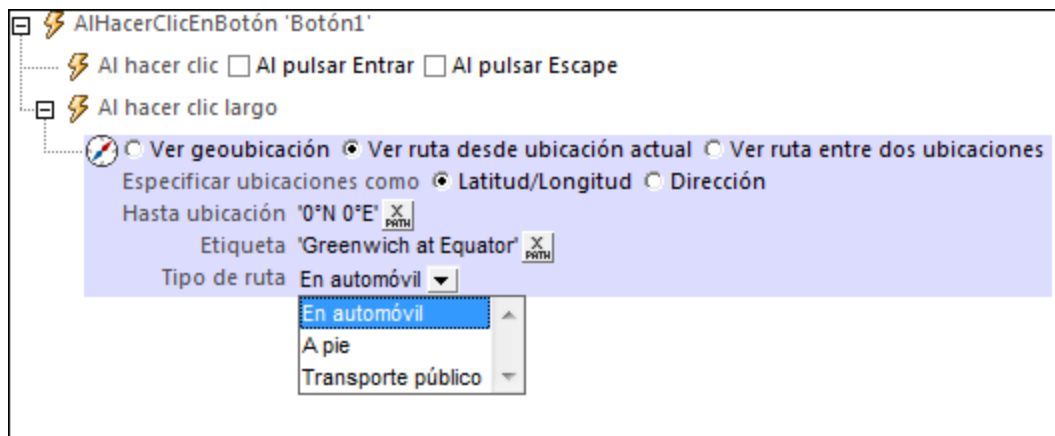 AlHacerClicEnBotón 'Botón1'
Al hacer clic Al pulsar Entrar Al pulsar Escape
Al hacer clic largo
Ver geoubicación Ver ruta desde ubicación actual Ver ruta entre dos ubicaciones
Especificar ubicaciones como Latitud/Longitud Dirección
Hasta ubicación '0°N 0°E' X PATH
Etiqueta 'Greenwich at Equator' X PATH
Tipo de ruta En automóvil
En automóvil
A pie
Transporte público